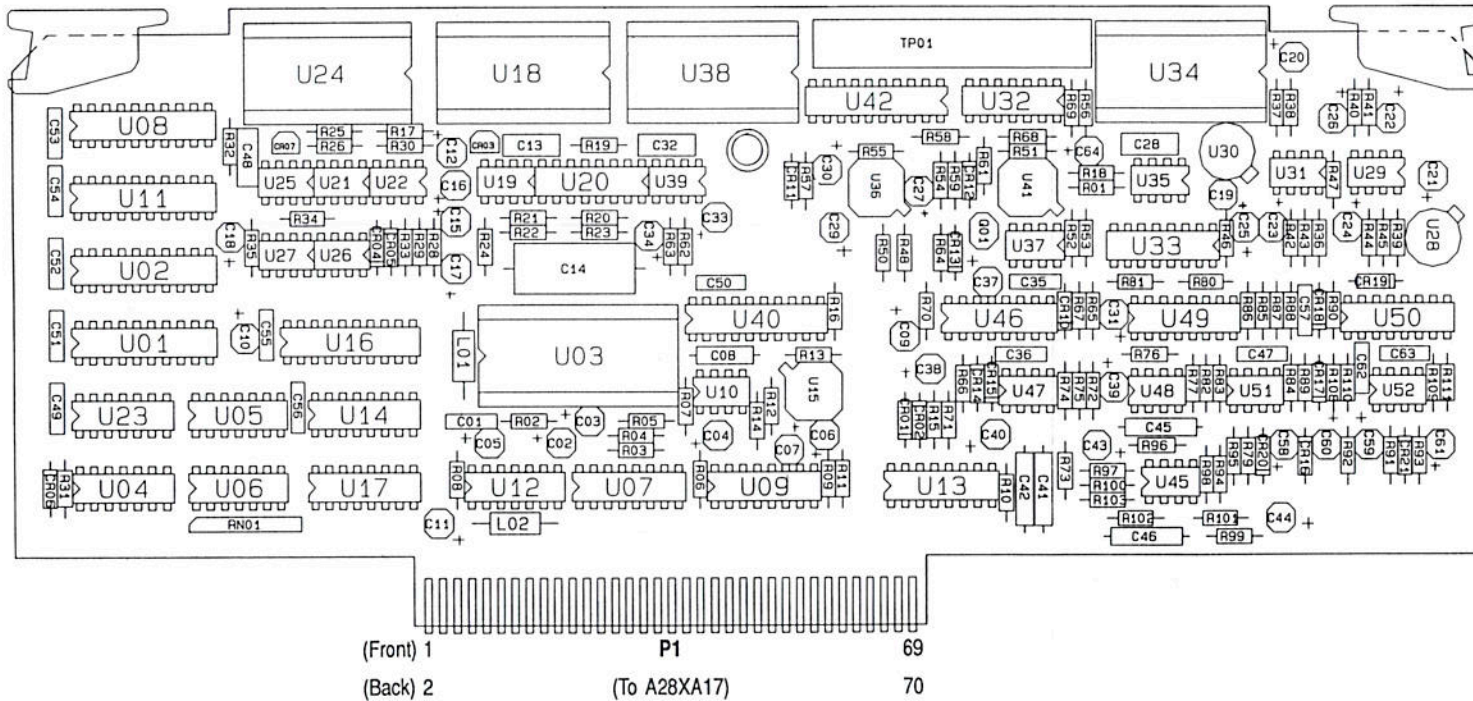 TP01
U24 U18 U38 U34 C20
U42 U32 R69 R56 R37 R38 C26 R40 R41 C22
C53 U08 R32 C48 CR07 R25 R17 C12 CR03 C13 R19 C32 R58 R68 C64 C28 U30
R26 R30 R55 R51
C54 U11 U25 U21 U22 C16 U19 U20 U39 CR11 R57 C30 U36 C27 R54 R59 CR12 R61 U41 R18 U35 C19 U31 R47 U29 C21
R01
C18 R35 R34 C15 R21 R20 C34 C33 C29 Q01 C25 C23 C24 U28
R22 R23
C52 U02 U27 U26 R04 R05 R33 R29 R28 C17 R24 C14 R63 R62 R50 R48 R64 CR13 U37 R52 R53 U33 R46 R42 R43 R36 R44 R45 R39
C50 C37 C35 R81 R80 CR19
C51 U01 C10 C55 U16 L01 U03 U40 R16 C09 R70 U46 CR10 R67 R65 C31 U49 R86 R85 R87 R88 C57 CR18 R90 U50
C08 R13 C38 C36 R76 C47 C62 C63
C49 U23 U05 C56 U14 R07 U10 R14 R12 U15 R66 CR14 CR15 U47 R74 R75 R72 C39 U48 R77 R82 R83 U51 R84 R89 CR17 R108 R110 U52 R109 R111
C01 R02 C03 R05 CR01 CR02 R15 R71 C45
C05 C02 R04 C04 C07 C06 C40 C43 R96 C58 C60 C59 C61
R03
CR06 R31 U04 U06 U17 R08 U12 U07 R06 U09 R09 R11 U13 R10 C42 C41 R73 R97 U45 R98 R94 R95 R79 CR20 CR16 R92 R91 CR21 R93
R100
R103
RN01 C11 L02 R102 R101 C44
C46 R99
(Front) 1 P1 69
(Back) 2 (To A28XA17) 70